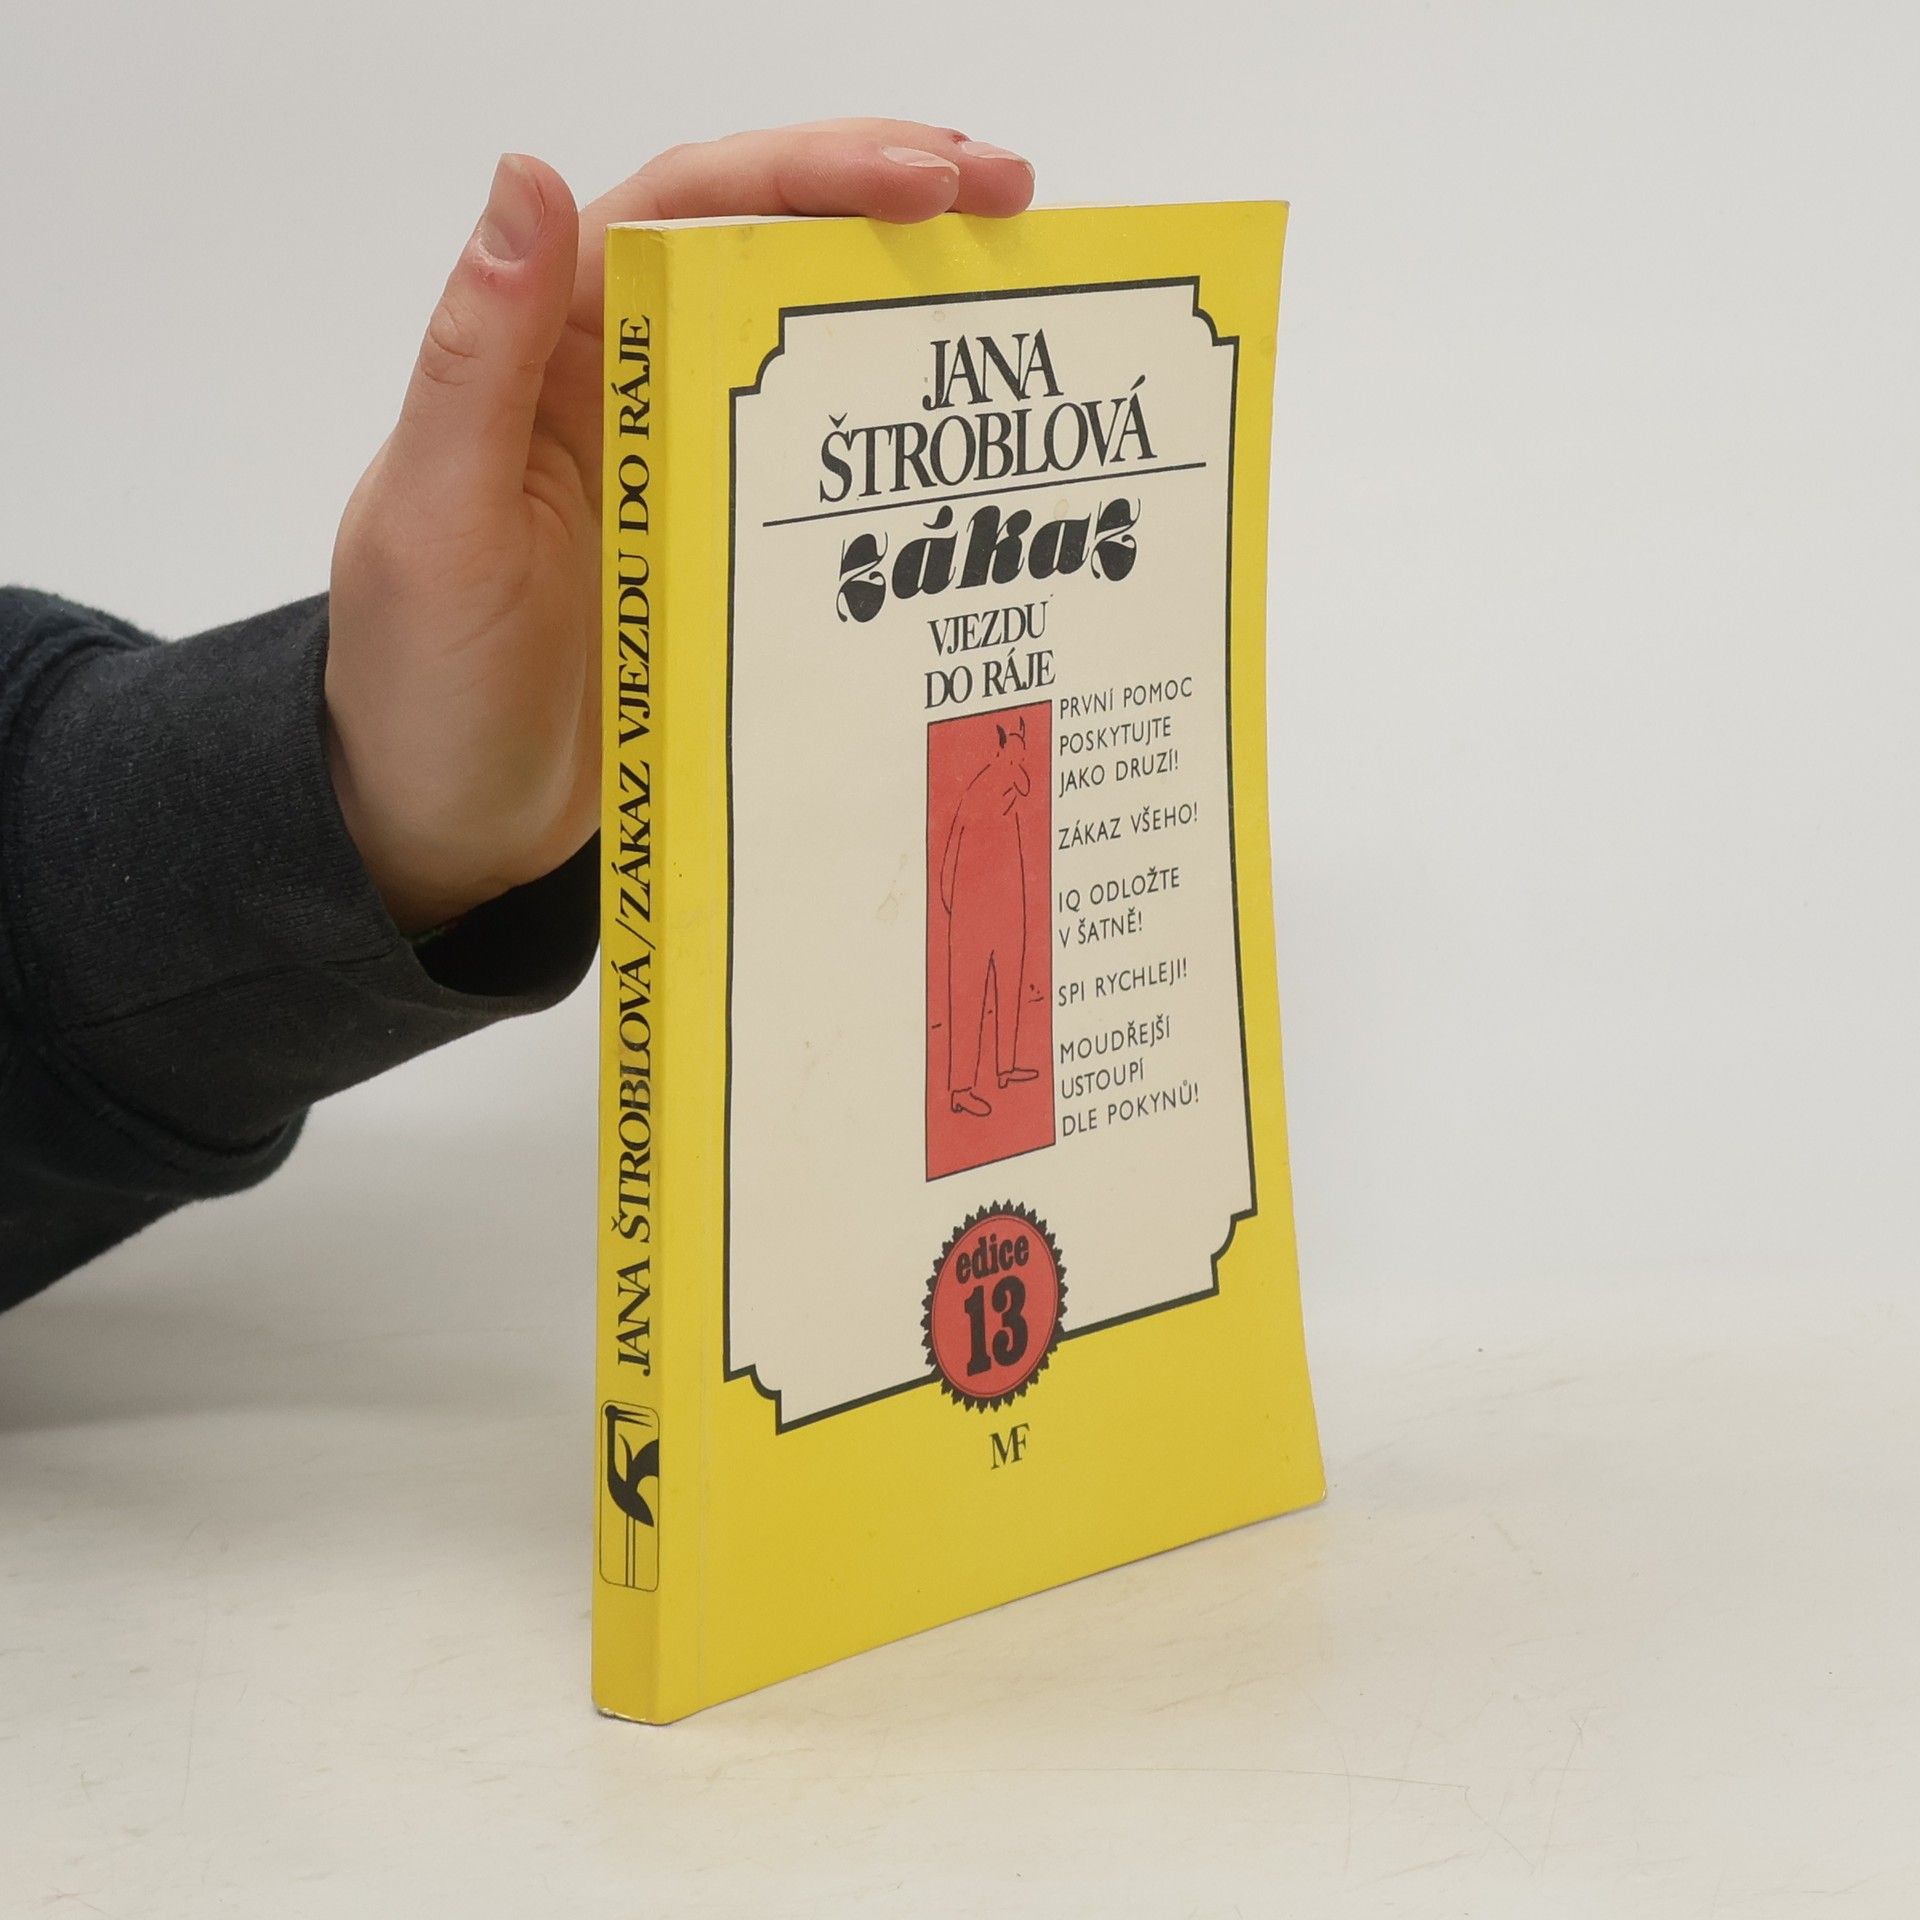 JANA ŠTROBLOVÁ/ZÁKAZ VJEZDU DO RÁJE
JANA
ŠTROBLOVÁ
zákaz
VJEZDU
DO RÁJE
PRVNÍ POMOC
POSKYTUJTE
JAKO DRUZÍ!
ZÁKAZ VŠEHO!
IQ ODLOŽTE
V ŠATNĚ!
SPI RYCHLEJI!
MOUDŘEJŠÍ
USTOUPÍ
DLE POKYNŮ!
edice
13
MF